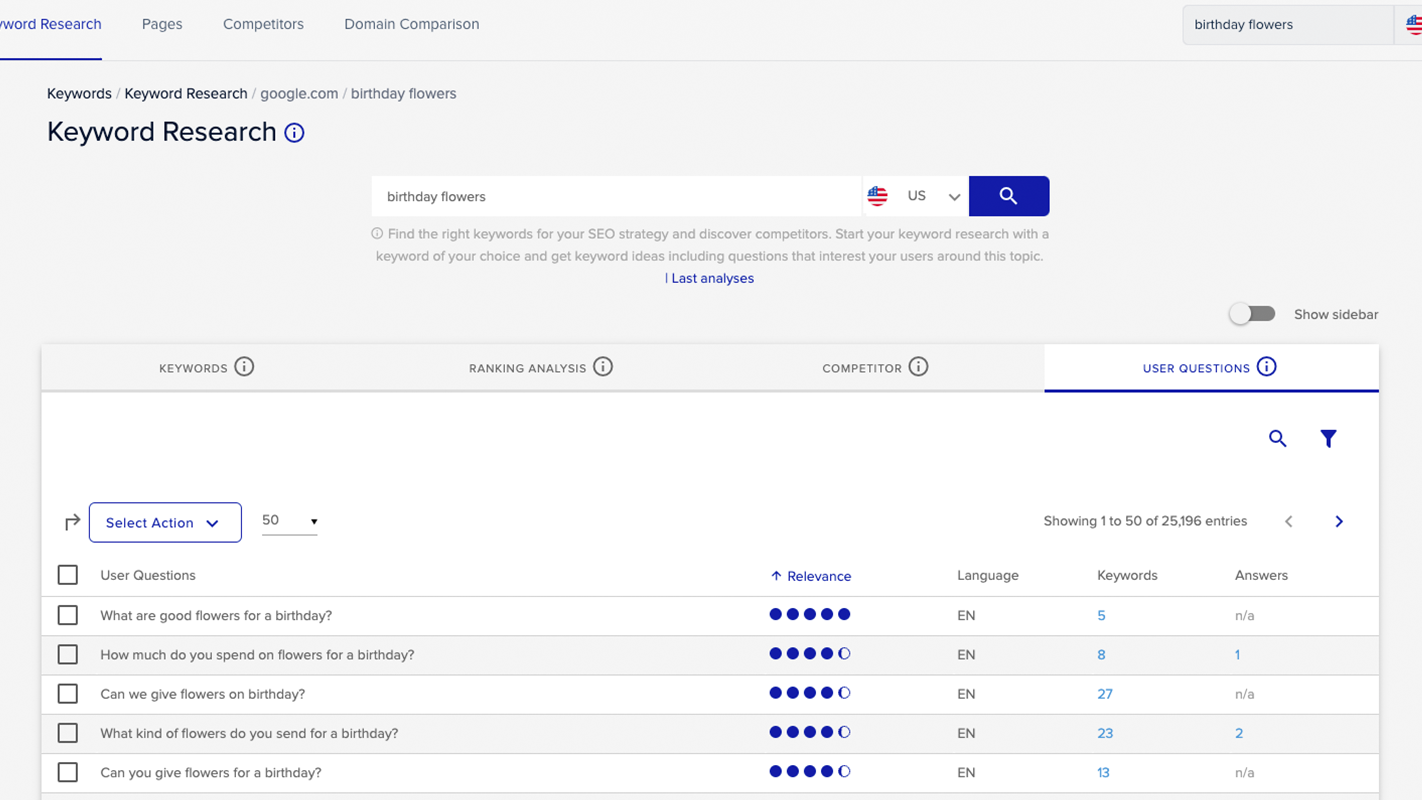 yword Research Pages Competitors Domain Comparison birthday flowers
Keywords / Keyword Research / google.com / birthday flowers
Keyword Research
birthday flowers US
Find the right keywords for your SEO strategy and discover competitors. Start your keyword research with a
keyword of your choice and get keyword ideas including questions that interest your users around this topic.
| Last analyses
Show sidebar
KEYWORDS RANKING ANALYSIS COMPETITOR USER QUESTIONS
Select Action 50 Showing 1 to 50 of 25,196 entries
User Questions Relevance Language Keywords Answers
What are good flowers for a birthday? EN 5 n/a
How much do you spend on flowers for a birthday? EN 8 1
Can we give flowers on birthday? EN 27 n/a
What kind of flowers do you send for a birthday? EN 23 2
Can you give flowers for a birthday? EN 13 n/a